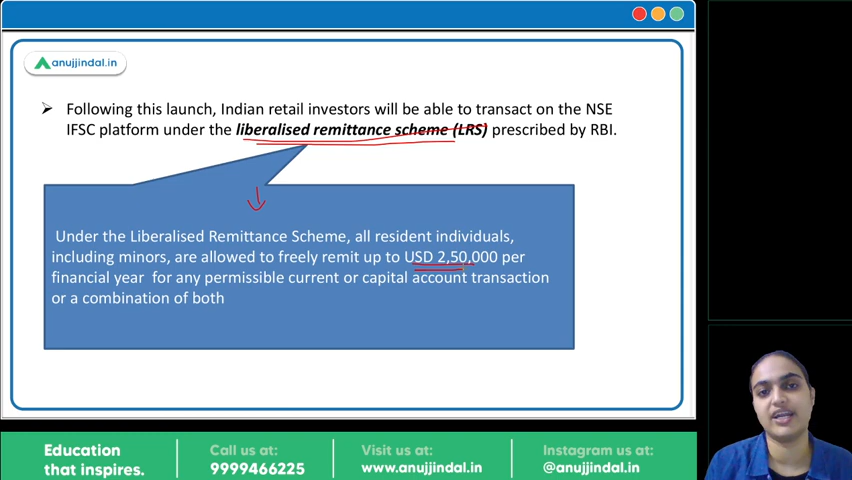 anujjindal.in
➢ Following this launch, Indian retail investors will be able to transact on the NSE
IFSC platform under the liberalised remittance scheme (LRS) prescribed by RBI.
Under the Liberalised Remittance Scheme, all resident individuals,
including minors, are allowed to freely remit up to USD 2,50,000 per
financial year for any permissible current or capital account transaction
or a combination of both
Education
that inspires.
Call us at:
9999466225
Visit us at:
www.anujjindal.in
Instagram us at:
@anujjindal.in